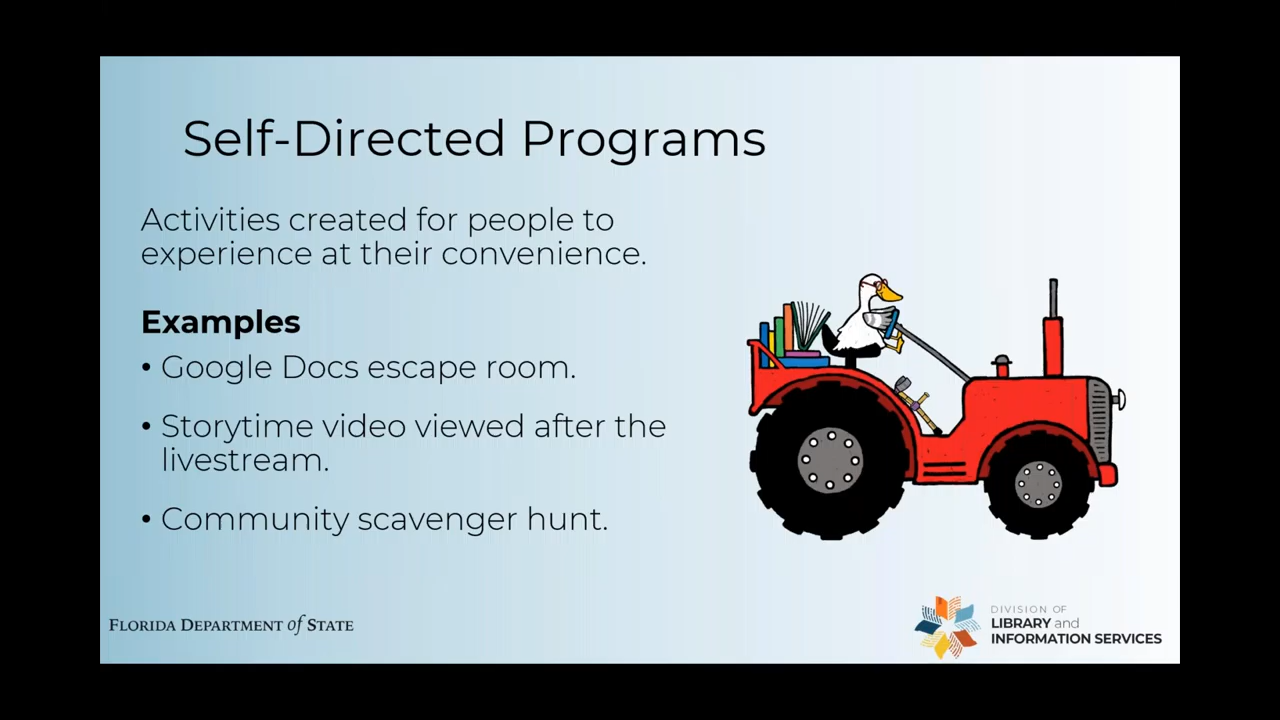 Self-Directed Programs
Activities created for people to
experience at their convenience.
Examples
• Google Docs escape room.
• Storytime video viewed after the
livestream.
• Community scavenger hunt.
FLORIDA DEPARTMENT of STATE
DIVISION OF
LIBRARY and
INFORMATION SERVICES